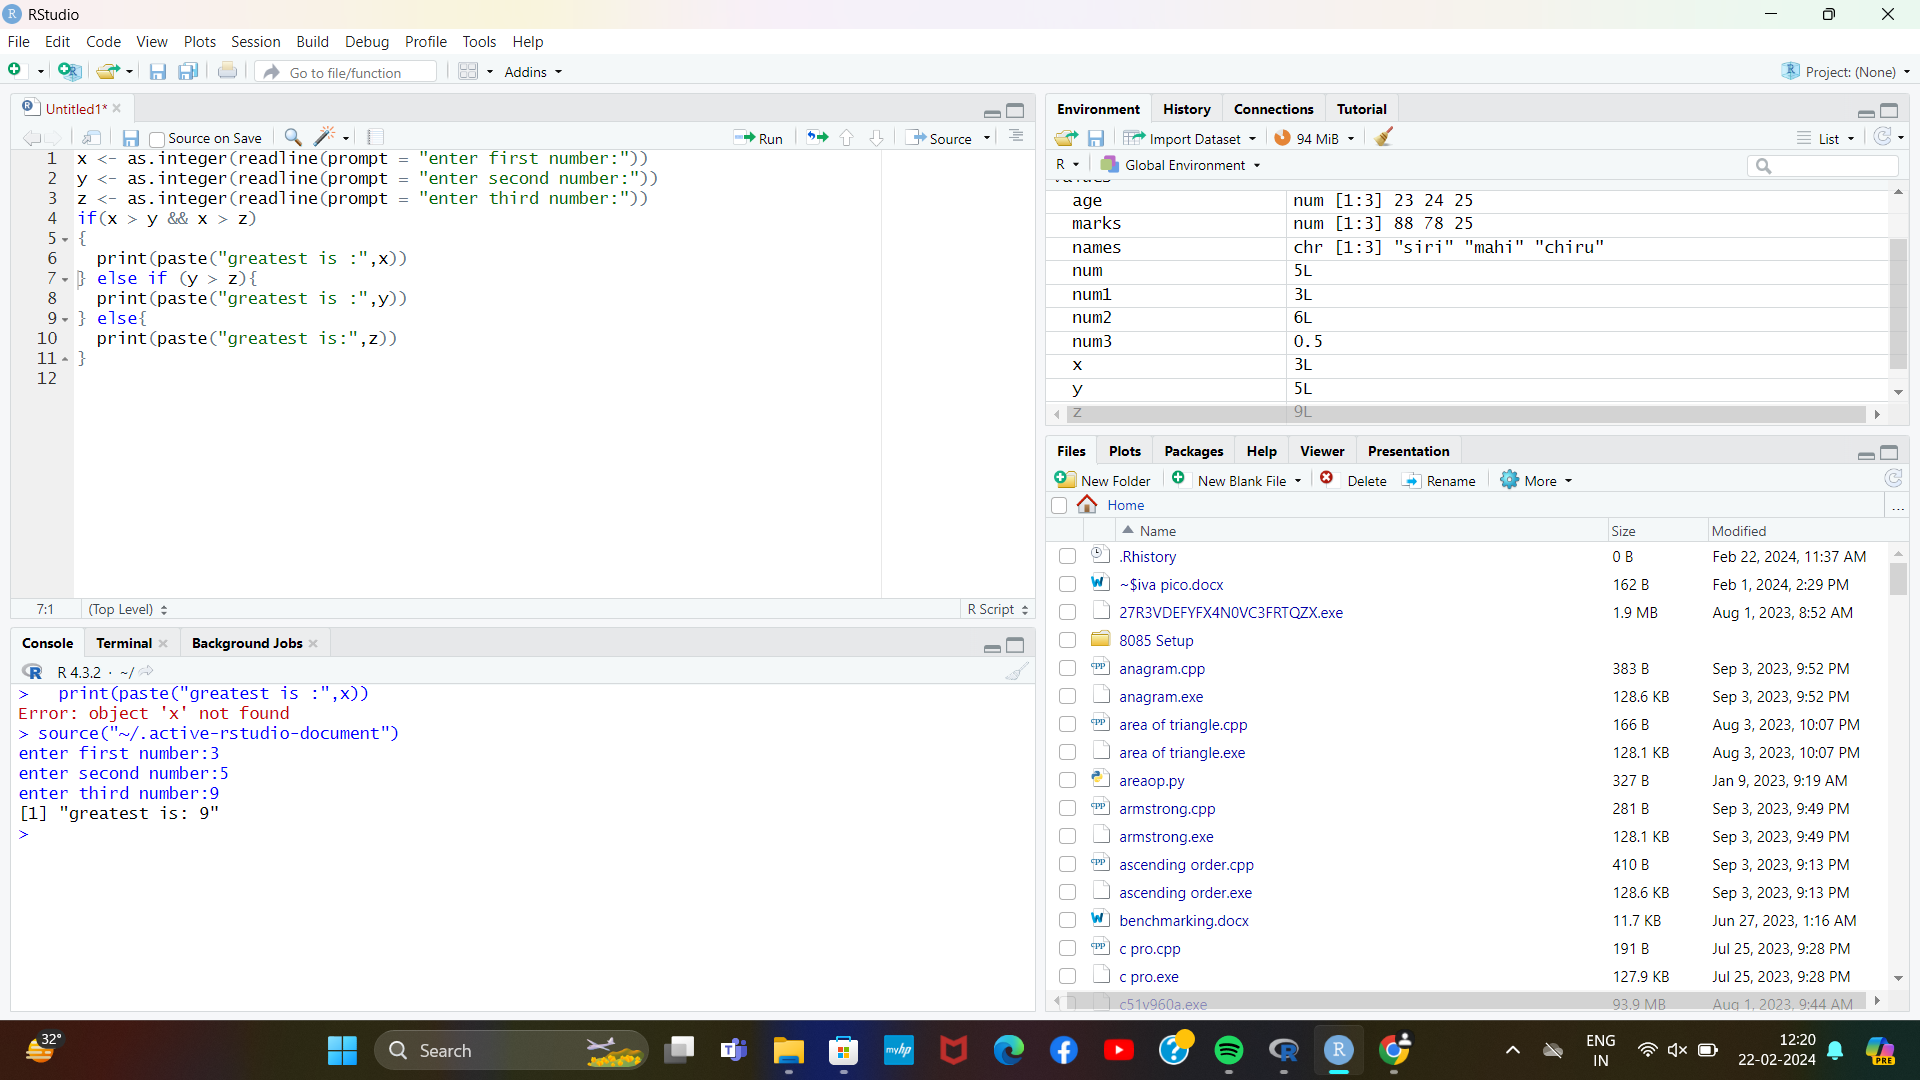 RStudio
File Edit Code View Plots Session Build Debug Profile Tools Help
Go to file/function Addins Project: (None)
Untitled1*
Source on Save Run Source
1 x <- as.integer(readline(prompt = "enter first number:"))
2 y <- as.integer(readline(prompt = "enter second number:"))
3 z <- as.integer(readline(prompt = "enter third number:"))
4 if(x > y && x > z)
5 {
6 print(paste("greatest is :",x))
7 } else if (y > z){
8 print(paste("greatest is :",y))
9 } else{
10 print(paste("greatest is:",z))
11 }
12
7:1 (Top Level) R Script
Console Terminal Background Jobs
R 4.3.2 · ~/
> print(paste("greatest is :",x))
Error: object 'x' not found
> source("~/.active-rstudio-document")
enter first number:3
enter second number:5
enter third number:9
[1] "greatest is: 9"
>
Environment History Connections Tutorial
Import Dataset 94 MiB List
R Global Environment
age num [1:3] 23 24 25
marks num [1:3] 88 78 25
names chr [1:3] "siri" "mahi" "chiru"
num 5L
num1 3L
num2 6L
num3 0.5
x 3L
y 5L
z 9L
Files Plots Packages Help Viewer Presentation
New Folder New Blank File Delete Rename More
Home ...
Name Size Modified
.Rhistory 0 B Feb 22, 2024, 11:37 AM
~$iva pico.docx 162 B Feb 1, 2024, 2:29 PM
27R3VDEFYFX4N0VC3FRTQZX.exe 1.9 MB Aug 1, 2023, 8:52 AM
8085 Setup
anagram.cpp 383 B Sep 3, 2023, 9:52 PM
anagram.exe 128.6 KB Sep 3, 2023, 9:52 PM
area of triangle.cpp 166 B Aug 3, 2023, 10:07 PM
area of triangle.exe 128.1 KB Aug 3, 2023, 10:07 PM
areaop.py 327 B Jan 9, 2023, 9:19 AM
armstrong.cpp 281 B Sep 3, 2023, 9:49 PM
armstrong.exe 128.1 KB Sep 3, 2023, 9:49 PM
ascending order.cpp 410 B Sep 3, 2023, 9:13 PM
ascending order.exe 128.6 KB Sep 3, 2023, 9:13 PM
benchmarking.docx 11.7 KB Jun 27, 2023, 1:16 AM
c pro.cpp 191 B Jul 25, 2023, 9:28 PM
c pro.exe 127.9 KB Jul 25, 2023, 9:28 PM
c51v960a.exe 93.9 MB Aug 1, 2023, 9:44 AM
32° Search myhp ENG 12:20
IN 22-02-2024 PRE